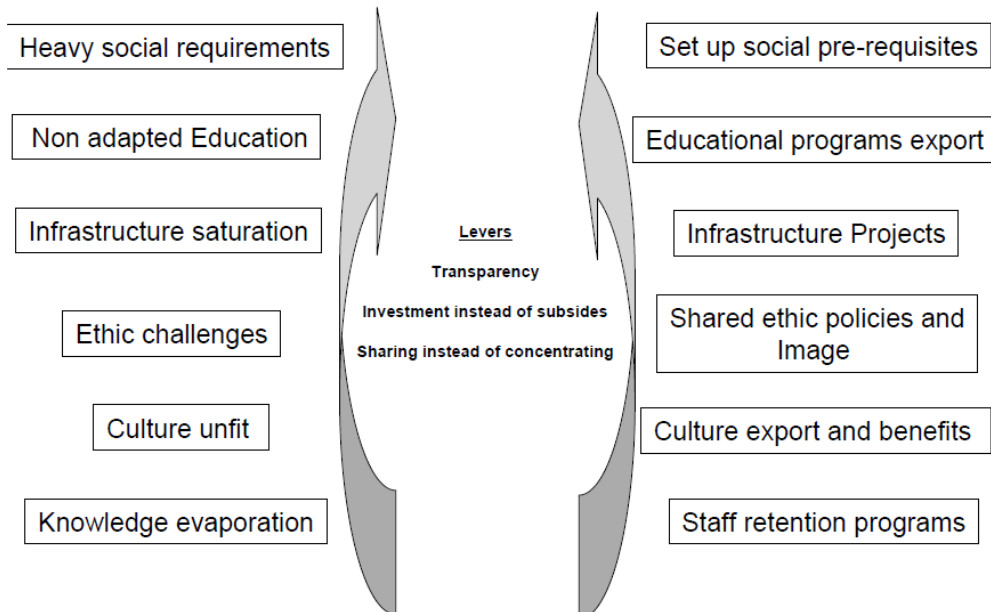 Heavy social requirements
Non adapted Education
Infrastructure saturation
Ethic challenges
Culture unfit
Knowledge evaporation
Levers
Transparency
Investment instead of subsides
Sharing instead of concentrating
Set up social pre-requisites
Educational programs export
Infrastructure Projects
Shared ethic policies and
Image
Culture export and benefits
Staff retention programs